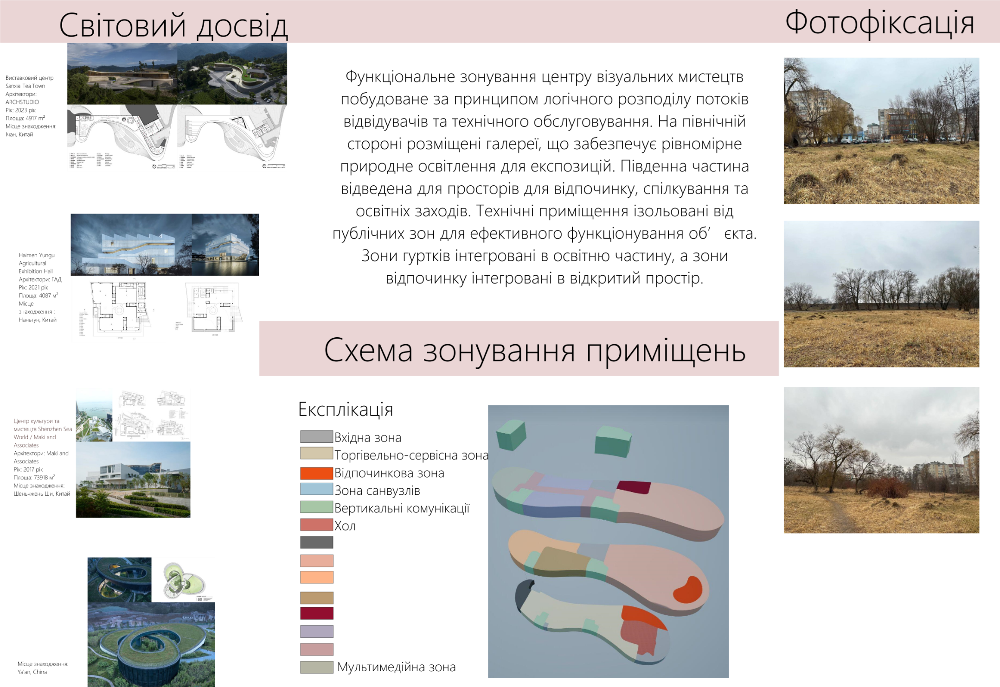 Світовий досвід
Фотофіксація
Виставковий центр
Sanxia Tea Town
Архітектори:
ARCHSTUDIO
Рік: 2023 рік
Площа: 4917 m²
Місце знаходження:
Ічан, Китай
Haimen Yungu
Agricultural
Exhibition Hall
Архітектори: ГАД
Рік: 2021 рік
Площа: 4087 м²
Місце
знаходження :
Наньтун, Китай
Центр культури та
мистецтв Shenzhen Sea
World / Maki and
Associates
Архітектори: Maki and
Associates
Рік: 2017 рік
Площа: 73918 м²
Місце знаходження:
Шеньчжень Ши, Китай
Місце знаходження:
Ya'an, China
Функціональне зонування центру візуальних мистецтв
побудоване за принципом логічного розподілу потоків
відвідувачів та технічного обслуговування. На північній
стороні розміщені галереї, що забезпечує рівномірне
природне освітлення для експозицій. Південна частина
відведена для просторів для відпочинку, спілкування та
освітніх заходів. Технічні приміщення ізольовані від
публічних зон для ефективного функціонування об’ єкта.
Зони гуртків інтегровані в освітню частину, а зони
відпочинку інтегровані в відкритий простір.
Схема зонування приміщень
Експлікація
Вхідна зона
Торгівельно-сервісна зона
Відпочинкова зона
Зона санвузлів
Вертикальні комунікації
Хол
Мультимедійна зона